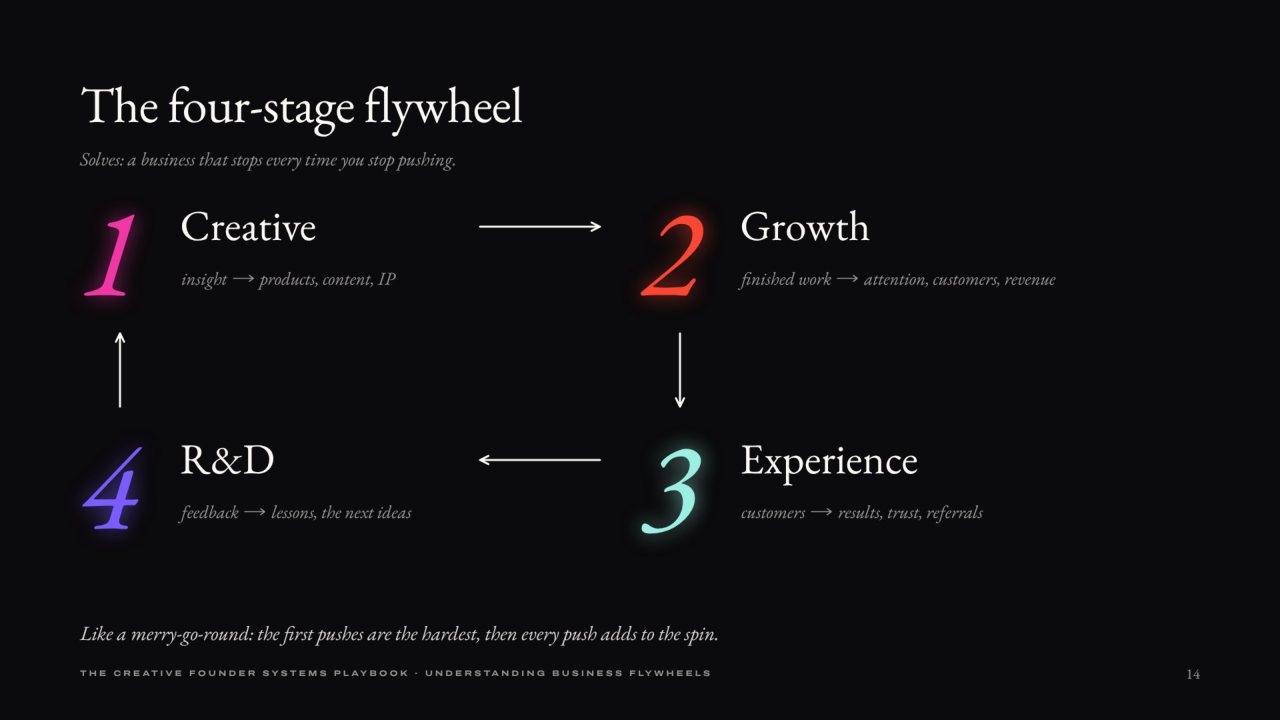 The four-stage flywheel
Solves: a business that stops every time you stop pushing.
1 Creative
insight → products, content, IP
2 Growth
finished work → attention, customers, revenue
3 Experience
customers → results, trust, referrals
4 R&D
feedback → lessons, the next ideas
Like a merry-go-round: the first pushes are the hardest, then every push adds to the spin.
THE CREATIVE FOUNDER SYSTEMS PLAYBOOK · UNDERSTANDING BUSINESS FLYWHEELS
14